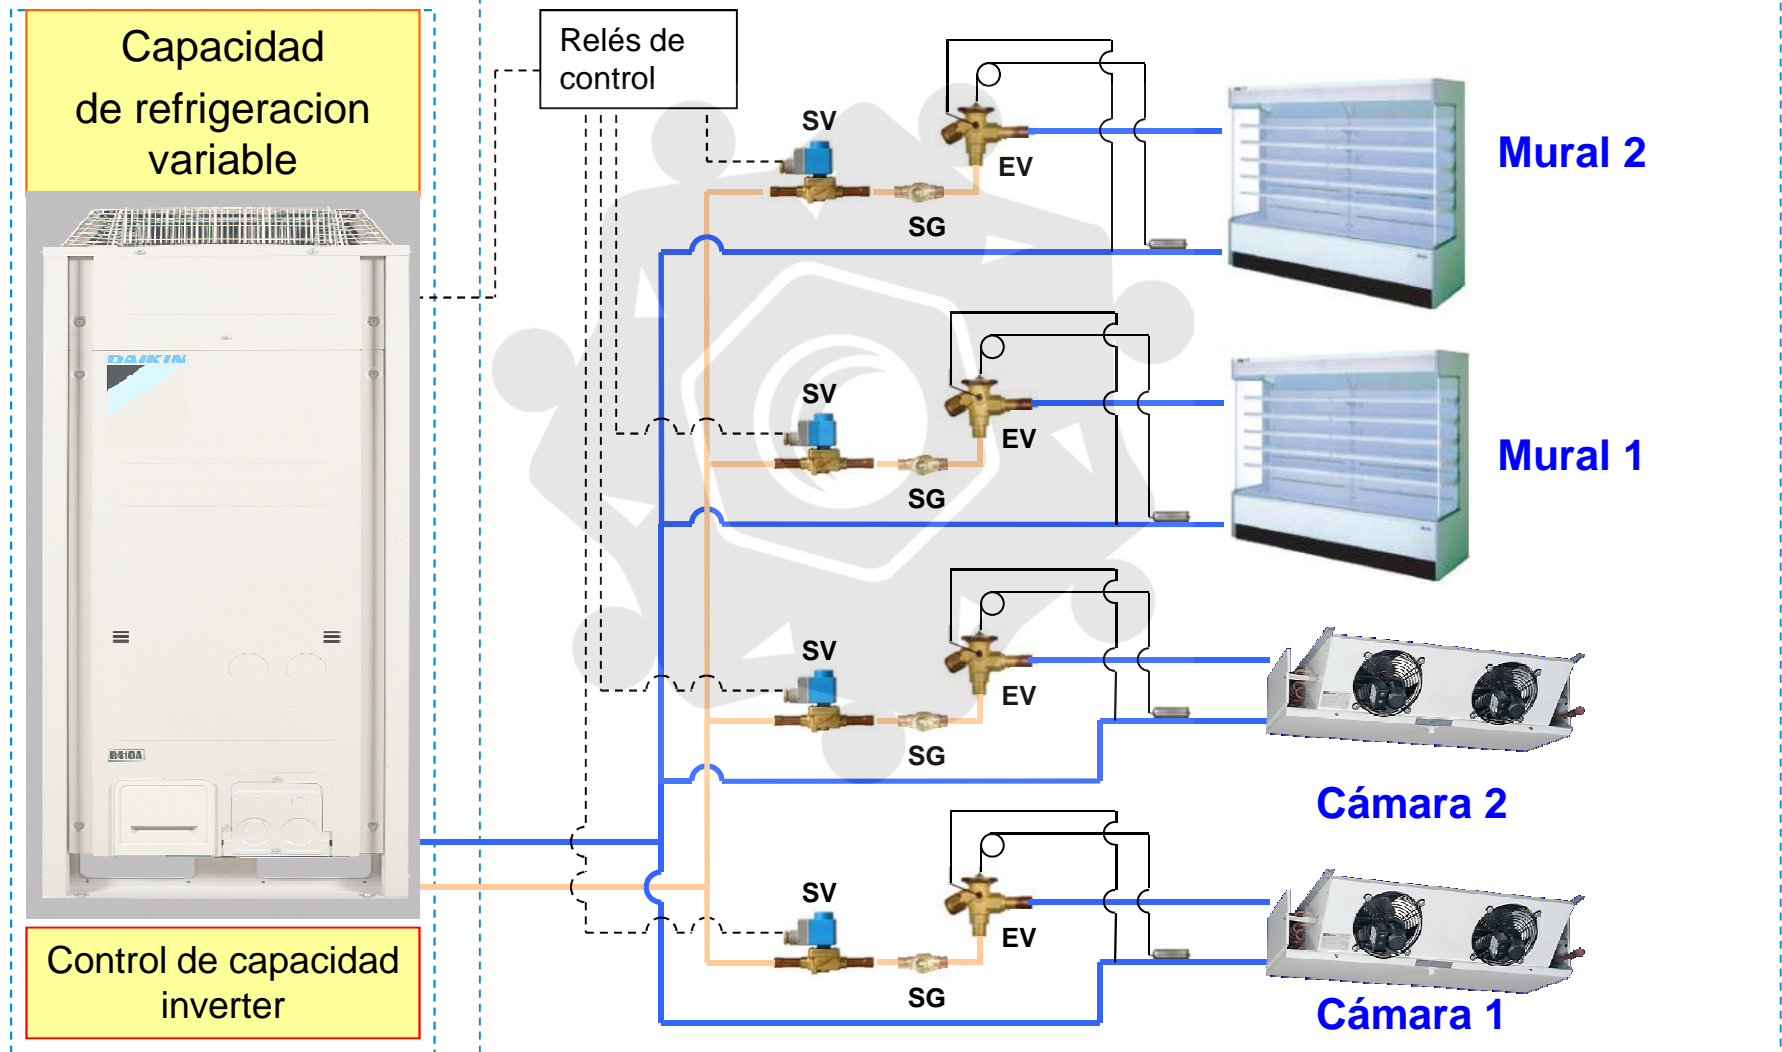 Capacidad
de refrigeracion
variable
DAIKIN
R410A
Control de capacidad
inverter
Relés de
control
SV
EV
SG
Mural 2
SV
EV
SG
Mural 1
SV
EV
SG
Cámara 2
SV
EV
SG
Cámara 1